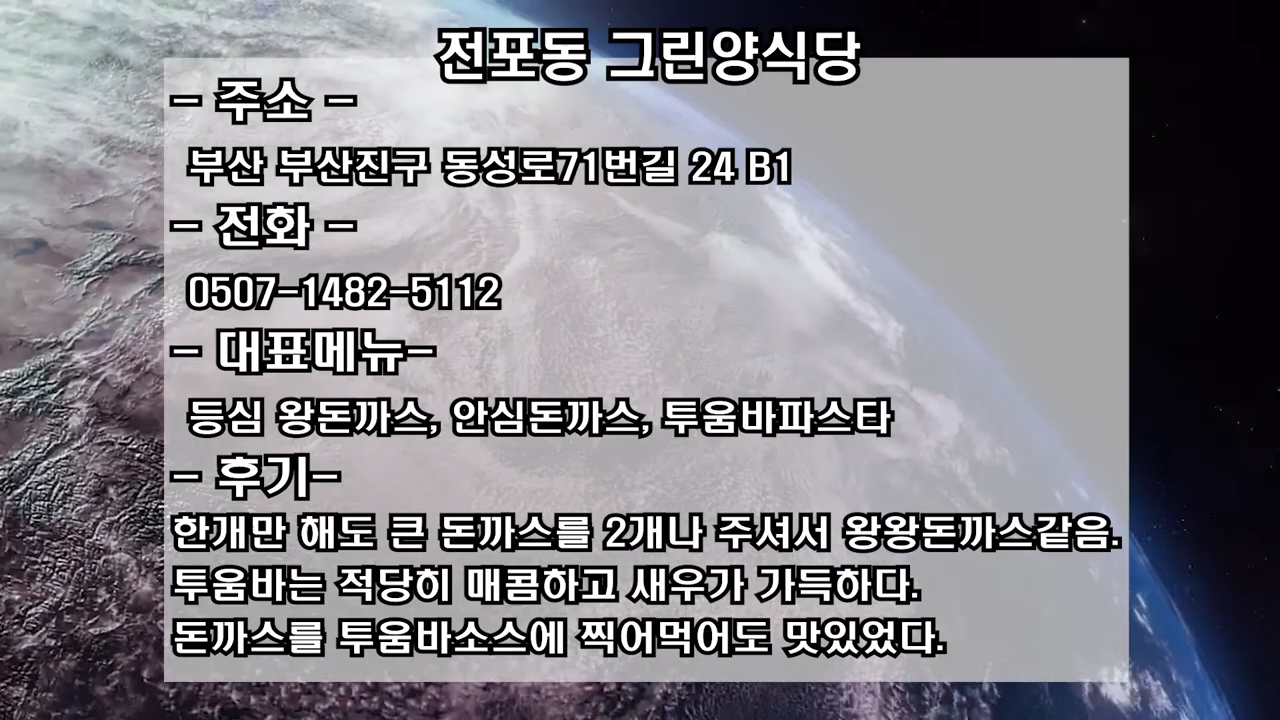 전포동 그린양식당
- 주소 -
부산 부산진구 동성로71번길 24 B1
- 전화 -
0507-1482-5112
- 대표메뉴-
등심 왕돈까스, 안심돈까스, 투움바파스타
- 후기-
한개만 해도 큰 돈까스를 2개나 주셔서 왕왕돈까스같음.
투움바는 적당히 매콤하고 새우가 가득하다.
돈까스를 투움바소스에 찍어먹어도 맛있었다.